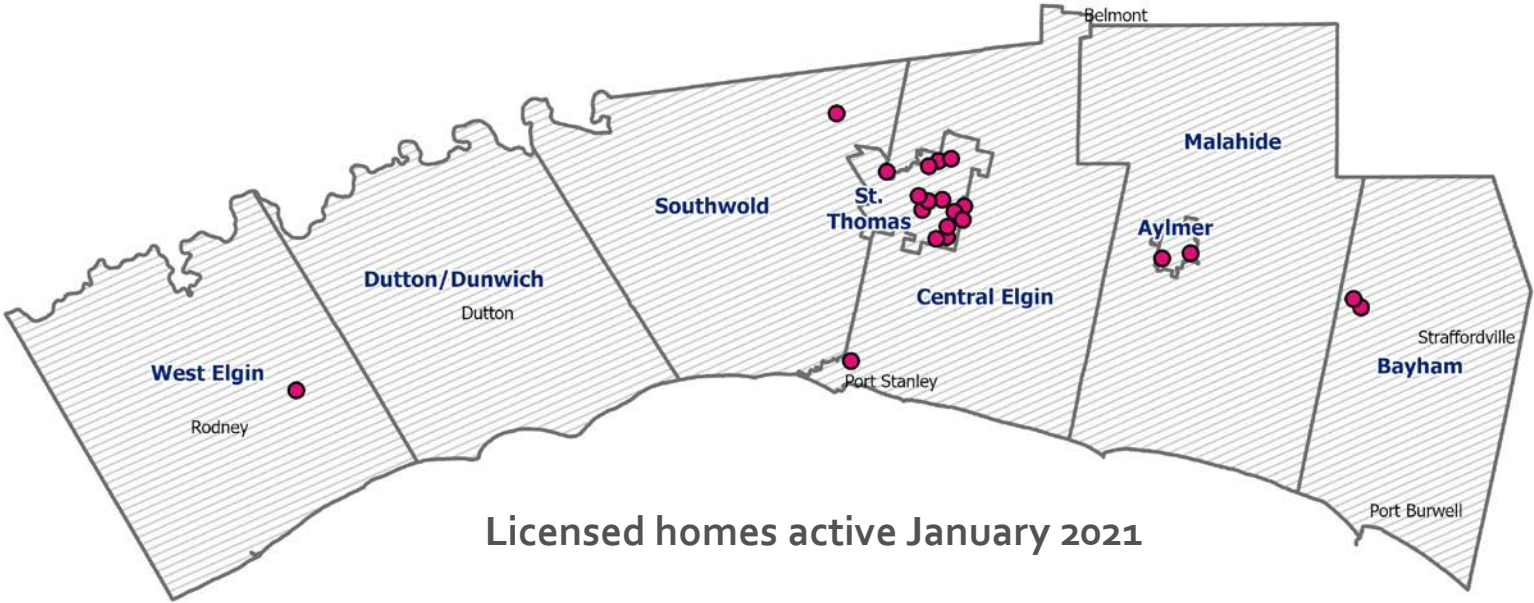 Belmont
Malahide
Southwold
St.
Thomas
Aylmer
Dutton/Dunwich
Central Elgin
Dutton
Straffordville
West Elgin
Port Stanley
Bayham
Rodney
Port Burwell
Licensed homes active January 2021